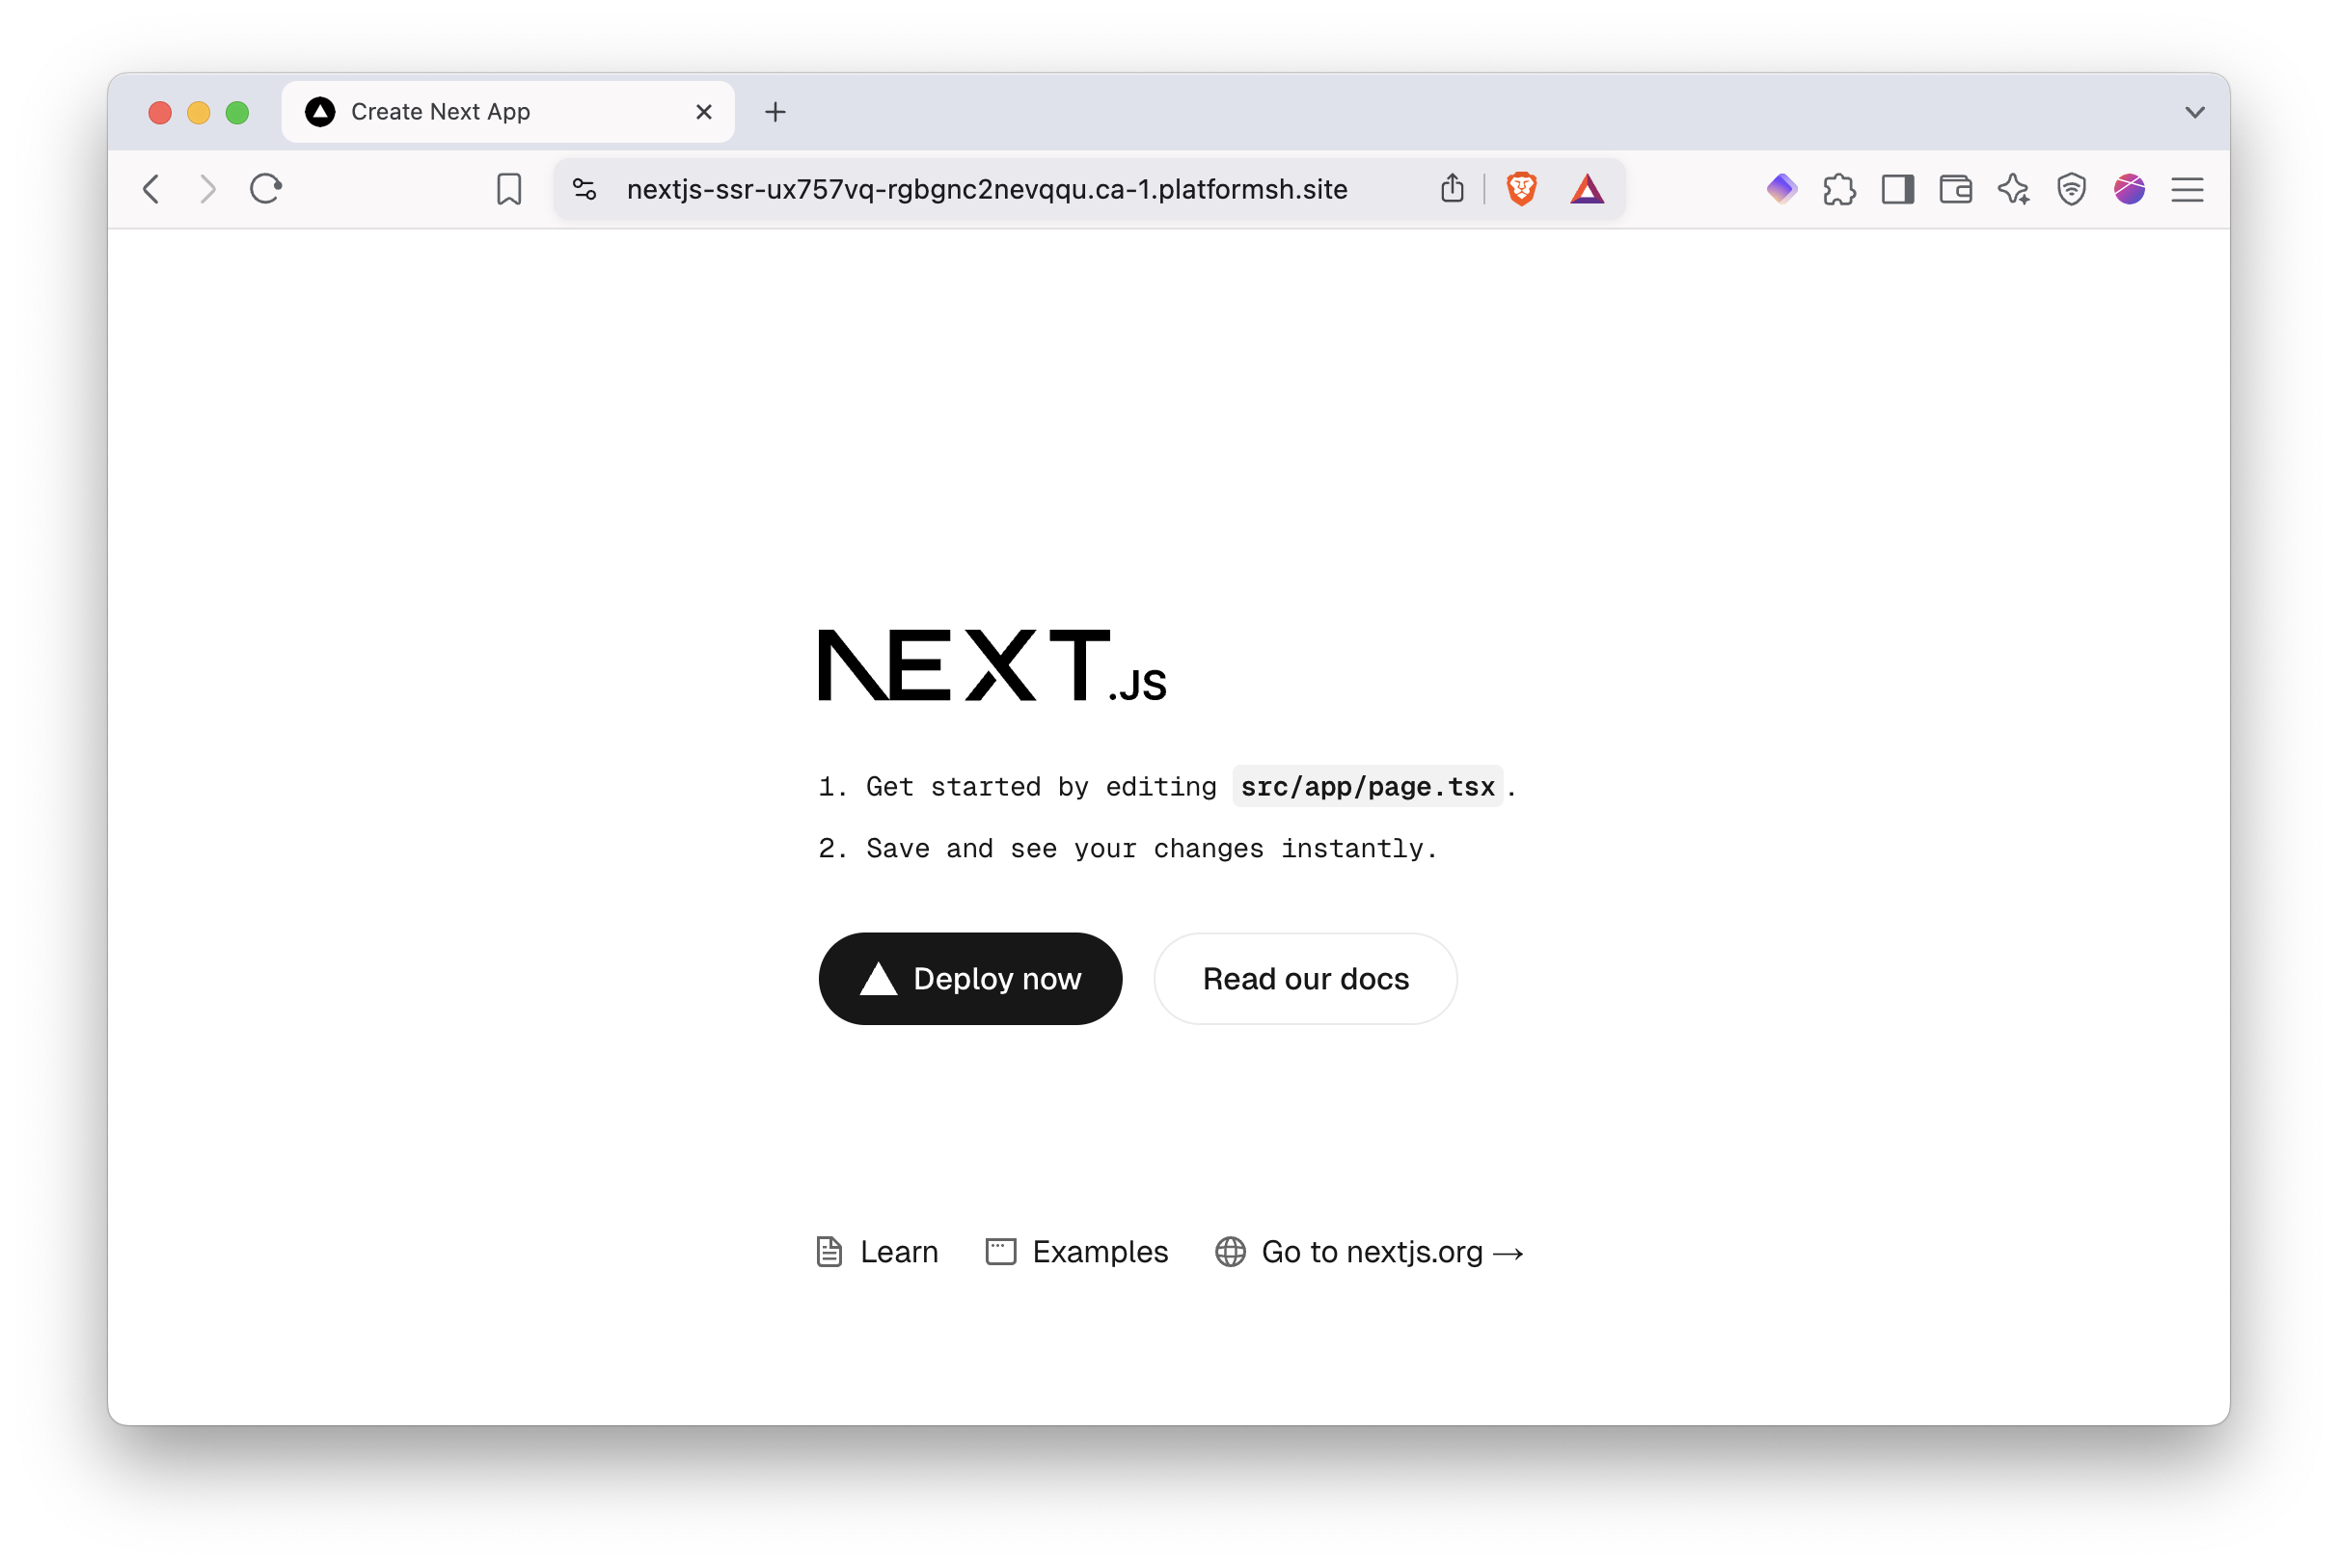 Create Next App
nextjs-ssr-ux757vq-rgbgnc2nevqqu.ca-1.platformsh.site
NEXT.JS
1. Get started by editing src/app/page.tsx.
2. Save and see your changes instantly.
Deploy now Read our docs
Learn Examples Go to nextjs.org →